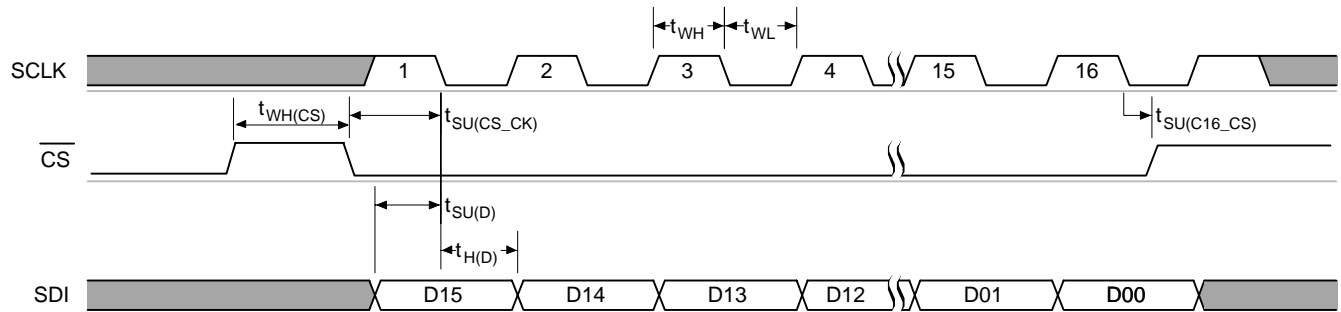 tWH tWL
SCLK 1 2 3 4 15 16
tWH(CS) tSU(CS_CK) tSU(C16_CS)
CS
tSU(D)
tH(D)
SDI D15 D14 D13 D12 D01 D00